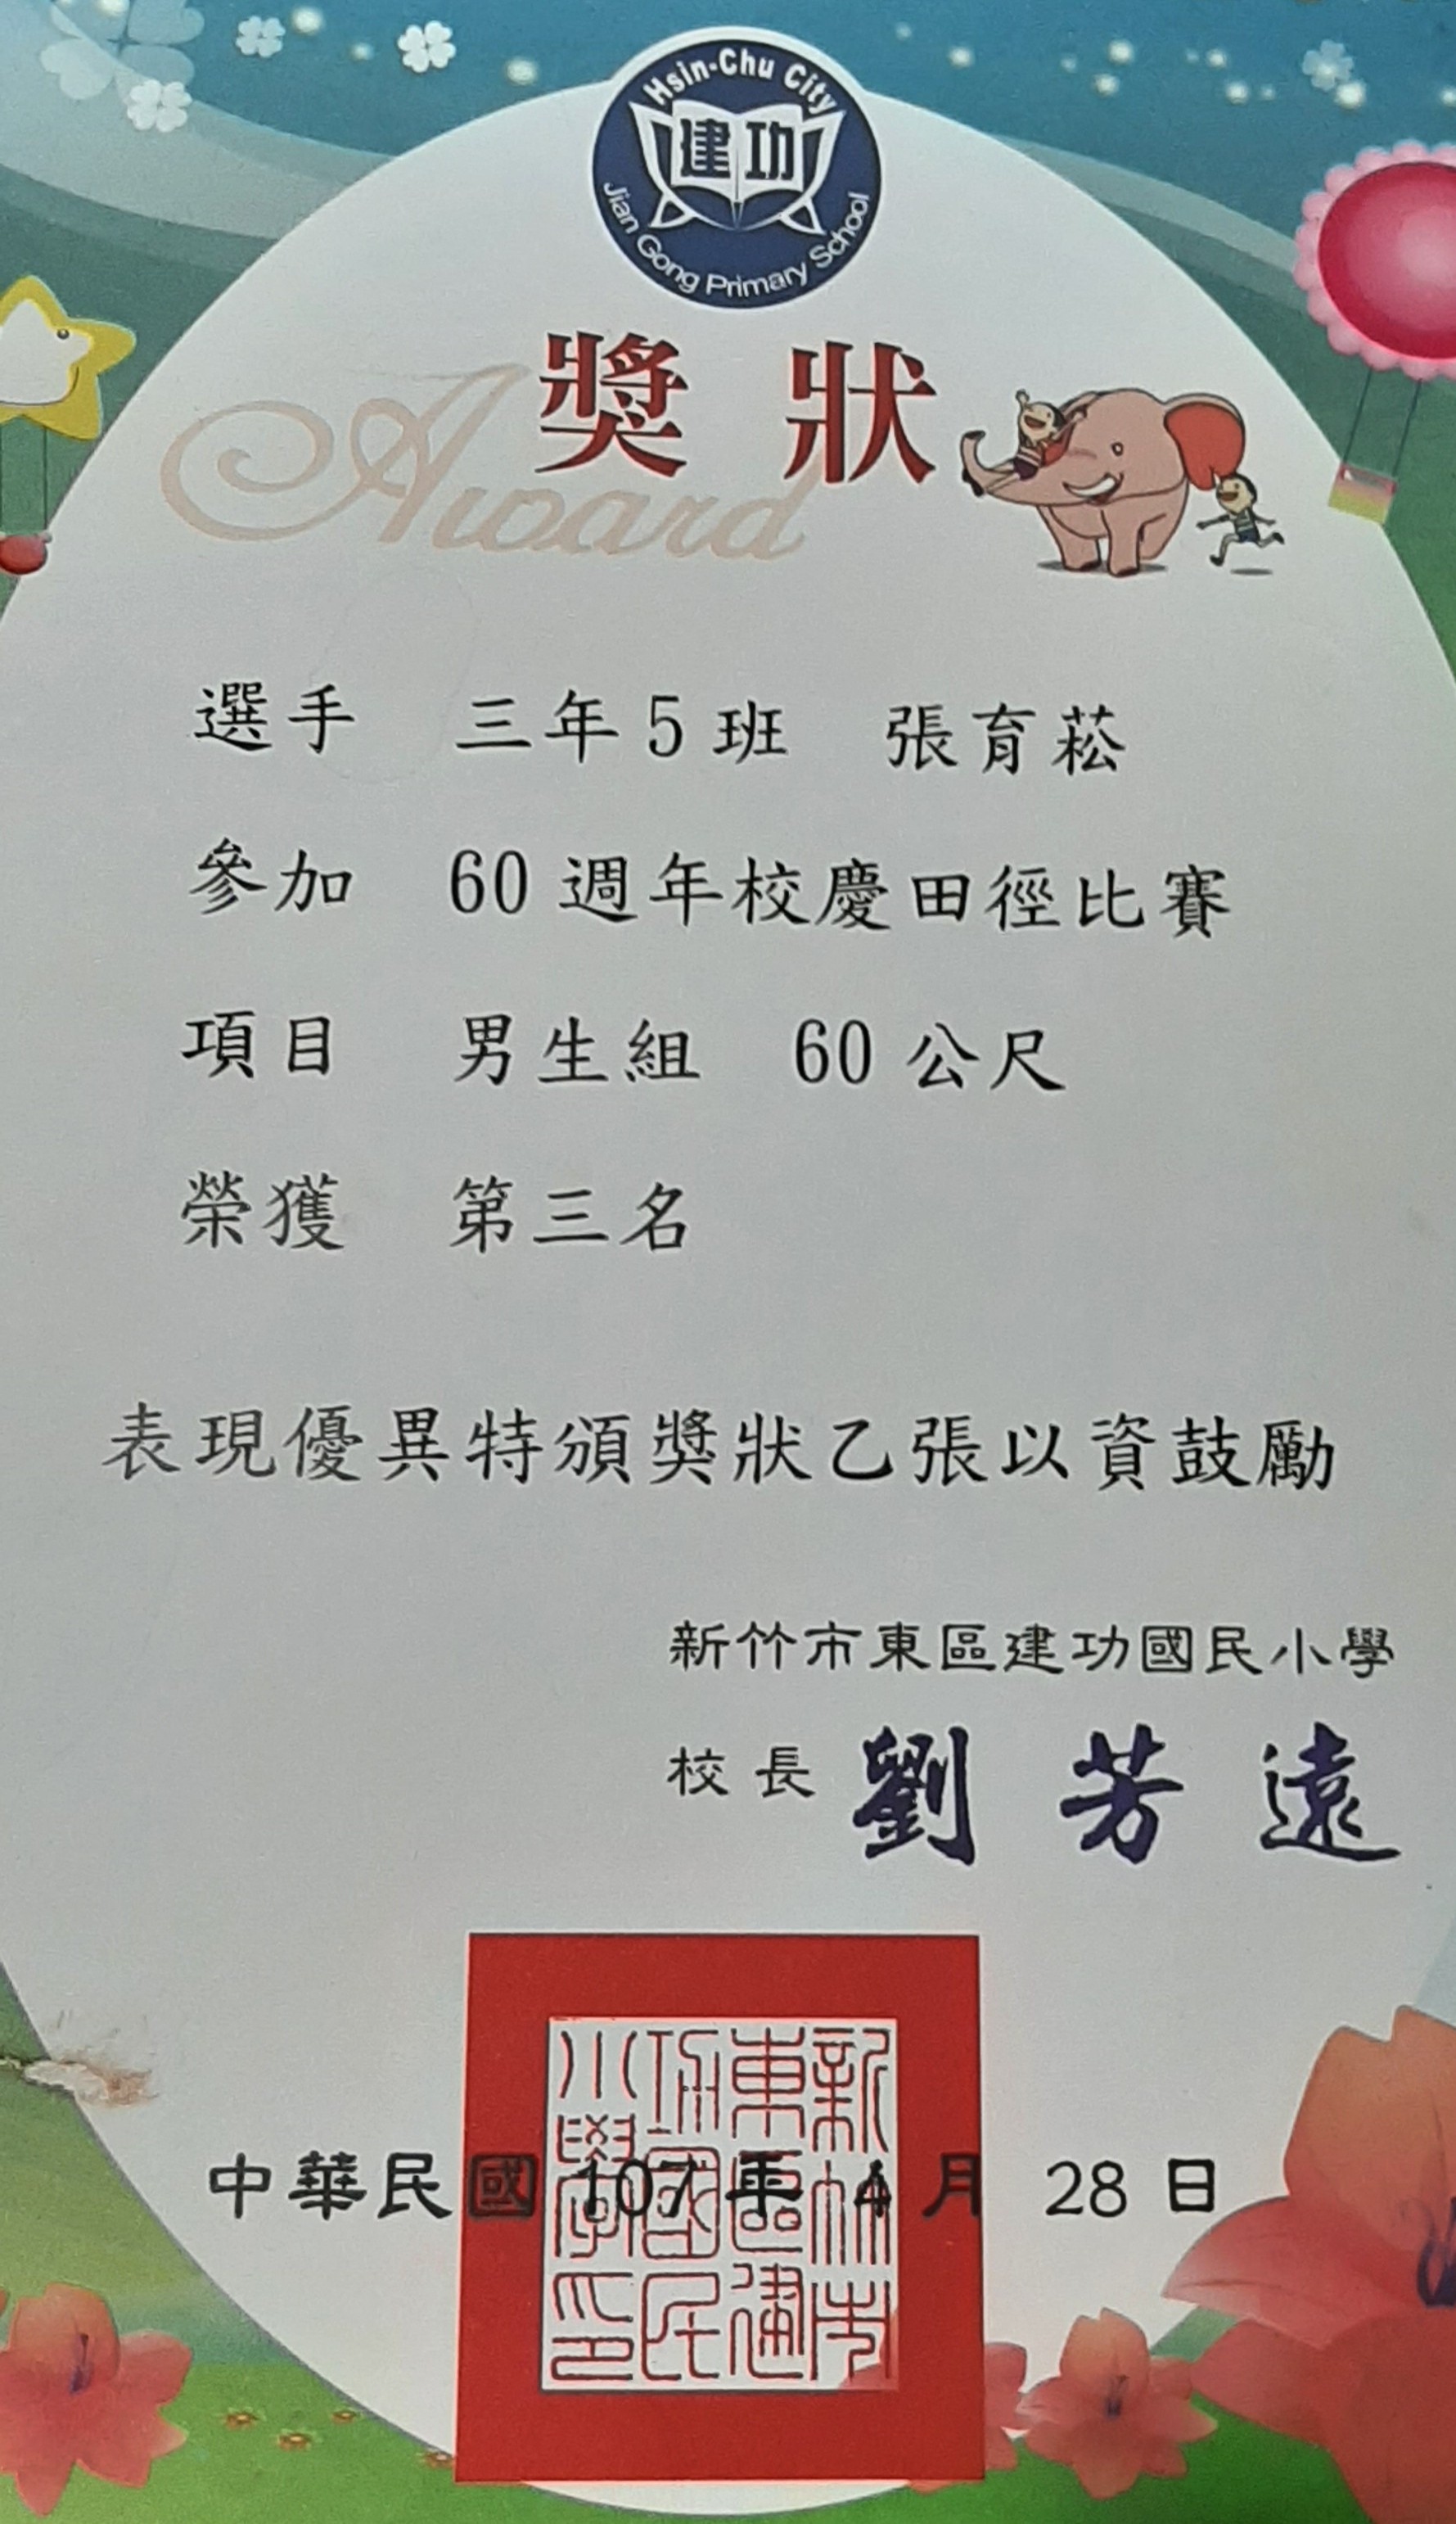 Hsin-Chu City
建功
Jian Gong Primary School
獎 狀
Award
選手 三年5班 張育菘
參加 60週年校慶田徑比賽
項目 男生組 60公尺
榮獲 第三名
表現優異特頒獎狀乙張以資鼓勵
新竹市東區建功國民小學
校長 劉芳遠
新竹市東區建功國民小學印
中華民國 107 年 4 月 28 日